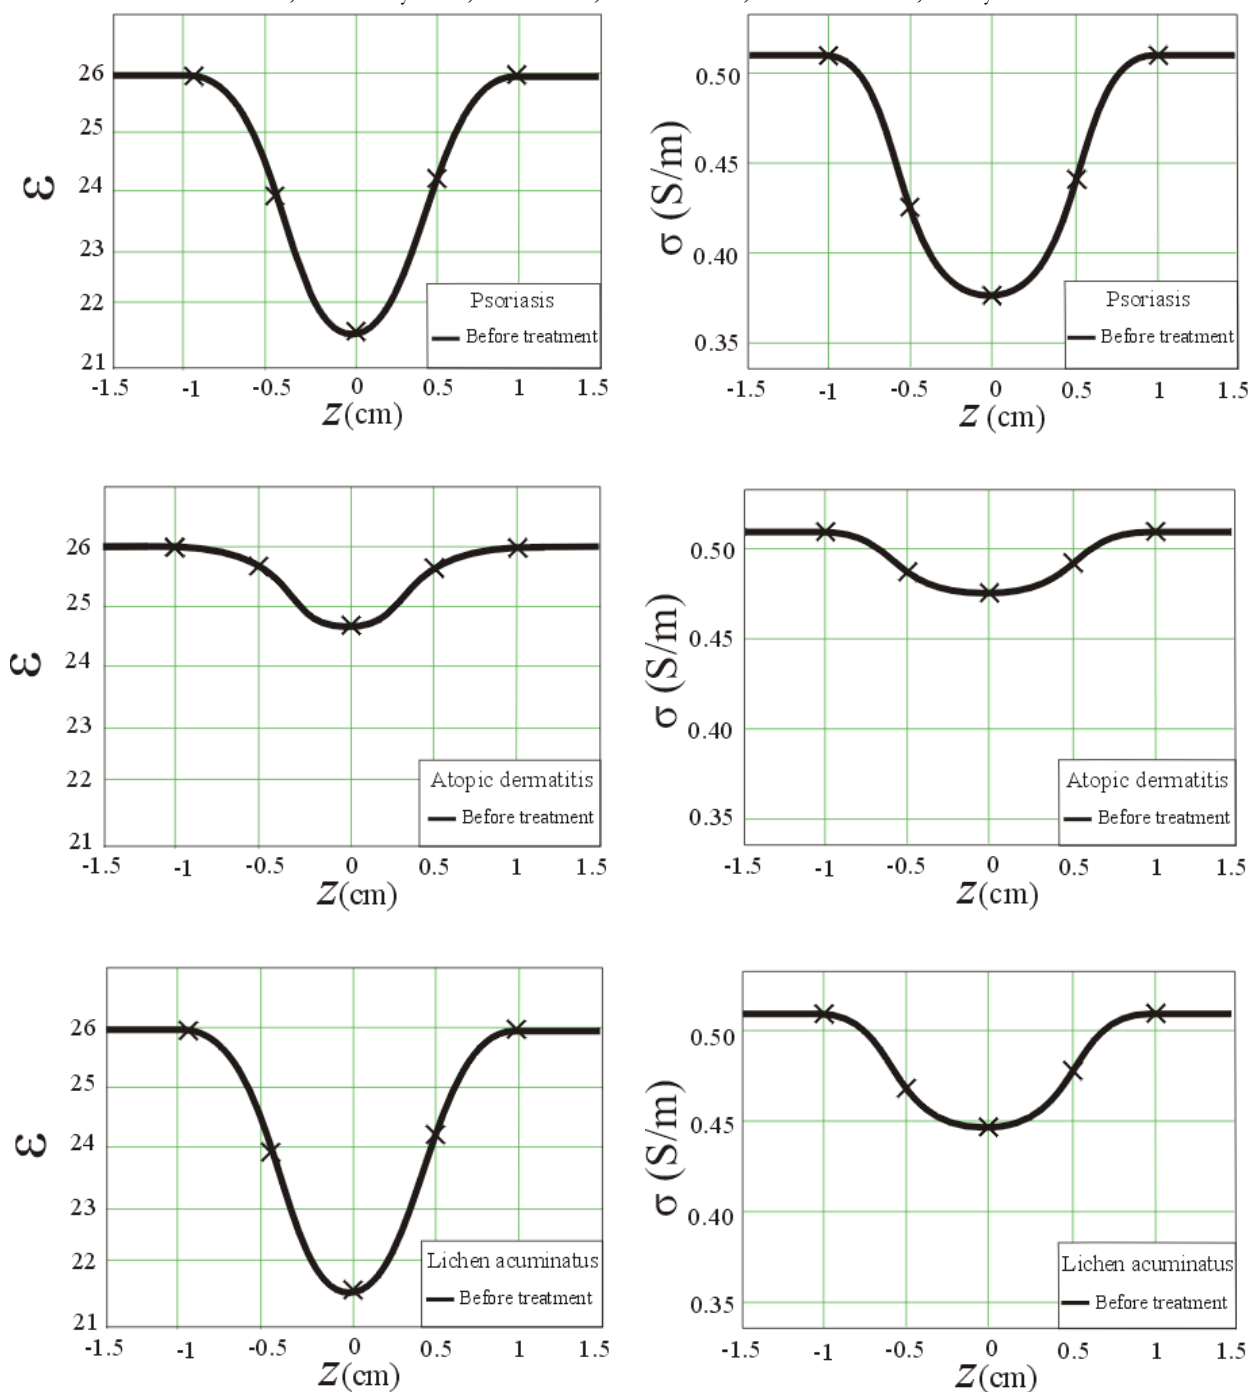 26
25
24
23
22
21
ε
-1.5 -1 -0.5 0 0.5 1 1.5
z(cm)
Psoriasis
Before treatment
0.50
0.45
0.40
0.35
σ (S/m)
-1.5 -1 -0.5 0 0.5 1 1.5
z (cm)
Psoriasis
Before treatment
26
25
24
23
22
21
ε
-1.5 -1 -0.5 0 0.5 1 1.5
z(cm)
Atopic dermatitis
Before treatment
0.50
0.45
0.40
0.35
σ (S/m)
-1.5 -1 -0.5 0 0.5 1 1.5
z(cm)
Atopic dermatitis
Before treatment
26
25
24
23
22
21
ε
-1.5 -1 -0.5 0 0.5 1 1.5
z(cm)
Lichen acuminatus
Before treatment
0.50
0.45
0.40
0.35
σ (S/m)
-1.5 -1 -0.5 0 0.5 1 1.5
z(cm)
Lichen acuminatus
Before treatment